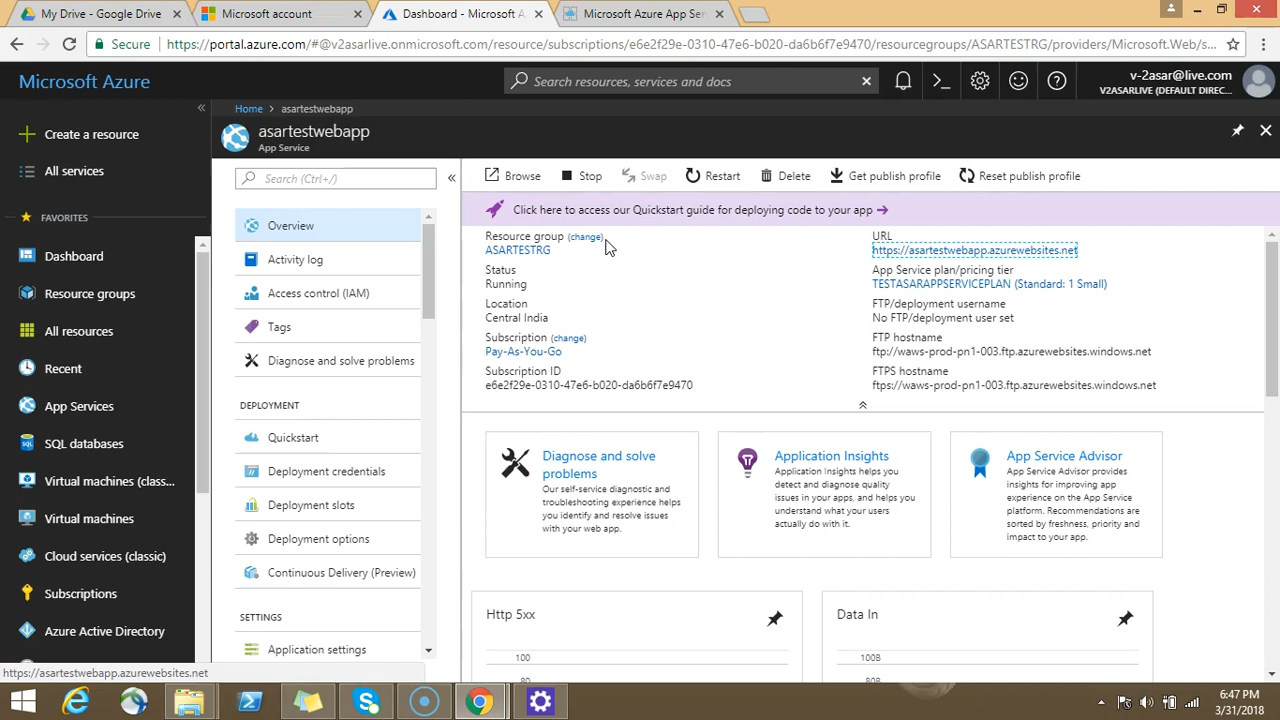 My Drive - Google Drive
Microsoft account
Dashboard - Microsoft A
Microsoft Azure App Ser
Secure
https://portal.azure.com/#@v2asarlive.onmicrosoft.com/resource/subscriptions/e6e2f29e-0310-47e6-b020-da6b6f7e9470/resourcegroups/ASARTESTRG/providers/Microsoft.Web/s...
Microsoft Azure
Search resources, services and docs
v-2asar@live.com
V2ASARLIVE (DEFAULT DIREC...
Create a resource
All services
FAVORITES
Dashboard
Resource groups
All resources
Recent
App Services
SQL databases
Virtual machines (class...
Virtual machines
Cloud services (classic)
Subscriptions
Azure Active Directory
Home > asartestwebapp
asartestwebapp
App Service
Search (Ctrl+/)
Overview
Activity log
Access control (IAM)
Tags
Diagnose and solve problems
DEPLOYMENT
Quickstart
Deployment credentials
Deployment slots
Deployment options
Continuous Delivery (Preview)
SETTINGS
Application settings
Browse
Stop
Swap
Restart
Delete
Get publish profile
Reset publish profile
Click here to access our Quickstart guide for deploying code to your app
Resource group (change)
ASARTESTRG
Status
Running
Location
Central India
Subscription (change)
Pay-As-You-Go
Subscription ID
e6e2f29e-0310-47e6-b020-da6b6f7e9470
URL
https://asartestwebapp.azurewebsites.net
App Service plan/pricing tier
TESTASARAPPSERVICEPLAN (Standard: 1 Small)
FTP/deployment username
No FTP/deployment user set
FTP hostname
ftp://waws-prod-pn1-003.ftp.azurewebsites.windows.net
FTPS hostname
ftps://waws-prod-pn1-003.ftp.azurewebsites.windows.net
Diagnose and solve
problems
Our self-service diagnostic and
troubleshooting experience helps
you identify and resolve issues
with your web app.
Application Insights
Application Insights helps you
detect and diagnose quality
issues in your apps, and helps you
understand what your users
actually do with it.
App Service Advisor
App Service Advisor provides
insights for improving app
experience on the App Service
platform. Recommendations are
sorted by freshness, priority and
impact to your app.
Http 5xx
100
80
Data In
100B
80B
https://asartestwebapp.azurewebsites.net
6:47 PM
3/31/2018